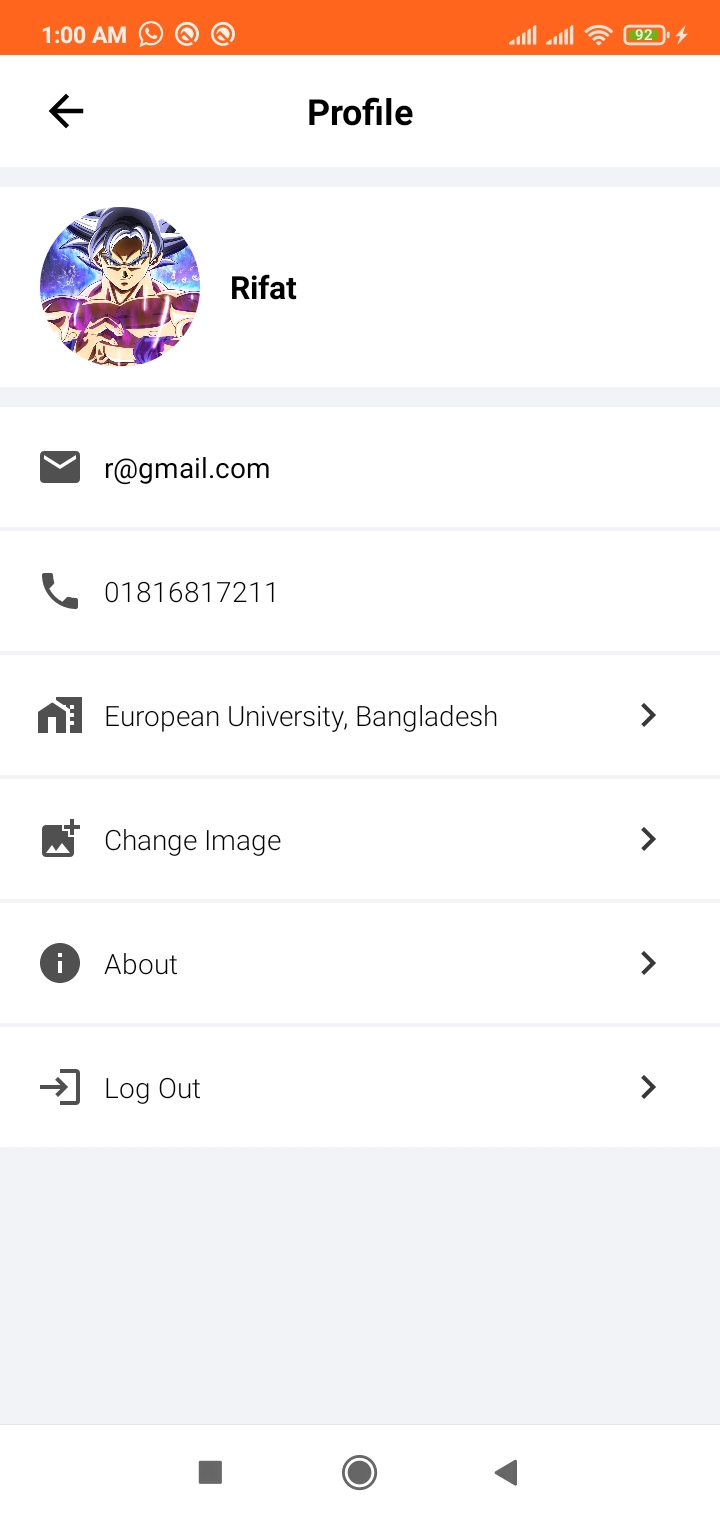 1:00 AM
92
Profile
Rifat
r@gmail.com
01816817211
European University, Bangladesh
Change Image
About
Log Out